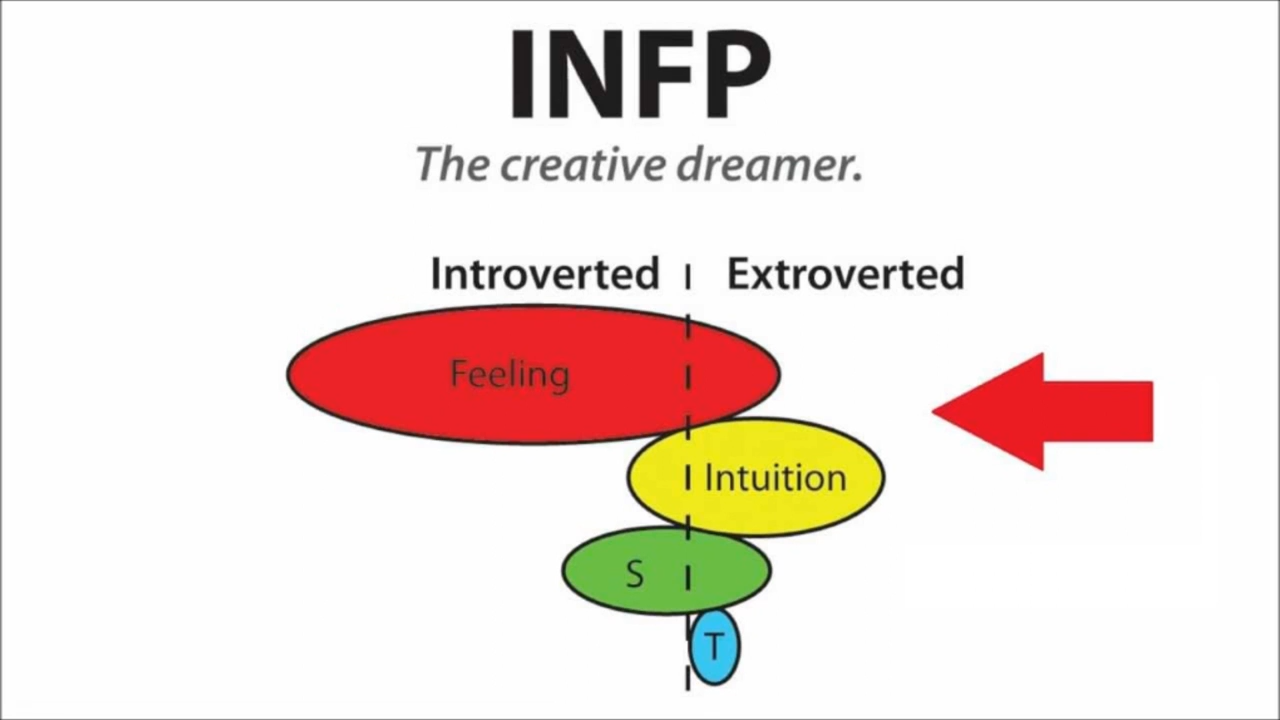 INFP
The creative dreamer.
Introverted Extroverted
Feeling
Intuition
S
T